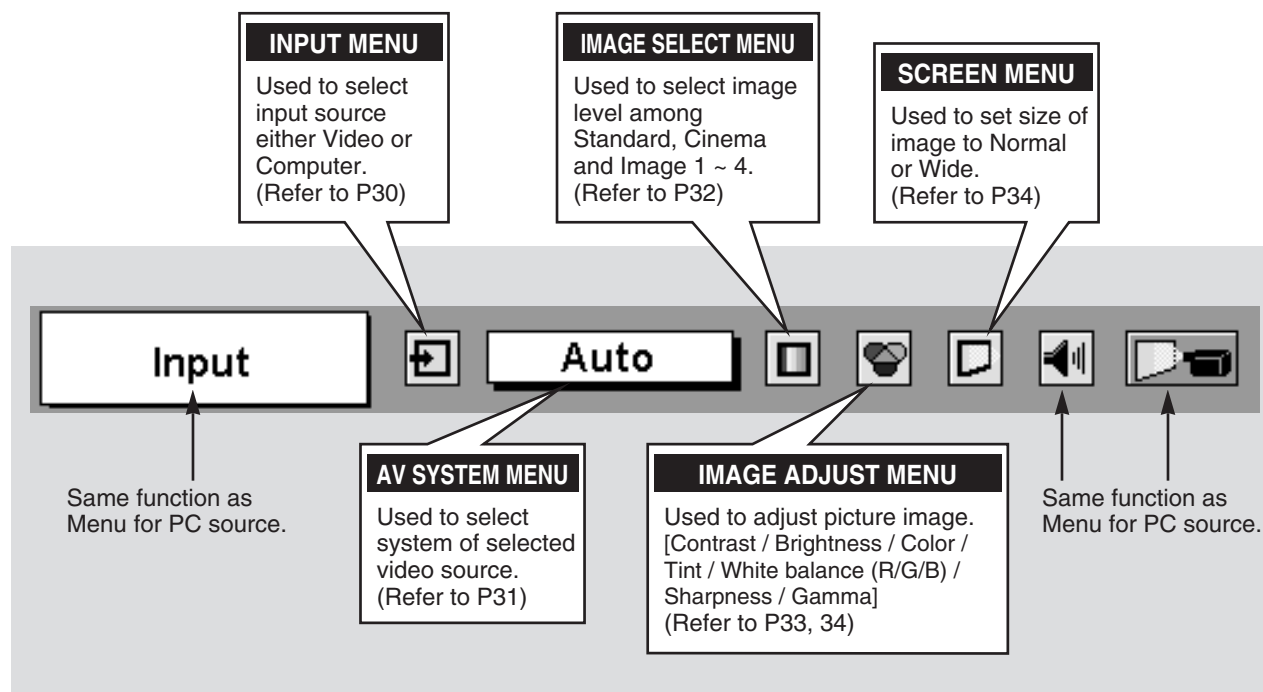 INPUT MENU
Used to select
input source
either Video or
Computer.
(Refer to P30)
IMAGE SELECT MENU
Used to select image
level among
Standard, Cinema
and Image 1 ~ 4.
(Refer to P32)
SCREEN MENU
Used to set size of
image to Normal
or Wide.
(Refer to P34)
Input
Auto
Same function as
Menu for PC source.
AV SYSTEM MENU
Used to select
system of selected
video source.
(Refer to P31)
IMAGE ADJUST MENU
Used to adjust picture image.
[Contrast / Brightness / Color /
Tint / White balance (R/G/B) /
Sharpness / Gamma]
(Refer to P33, 34)
Same function as
Menu for PC source.